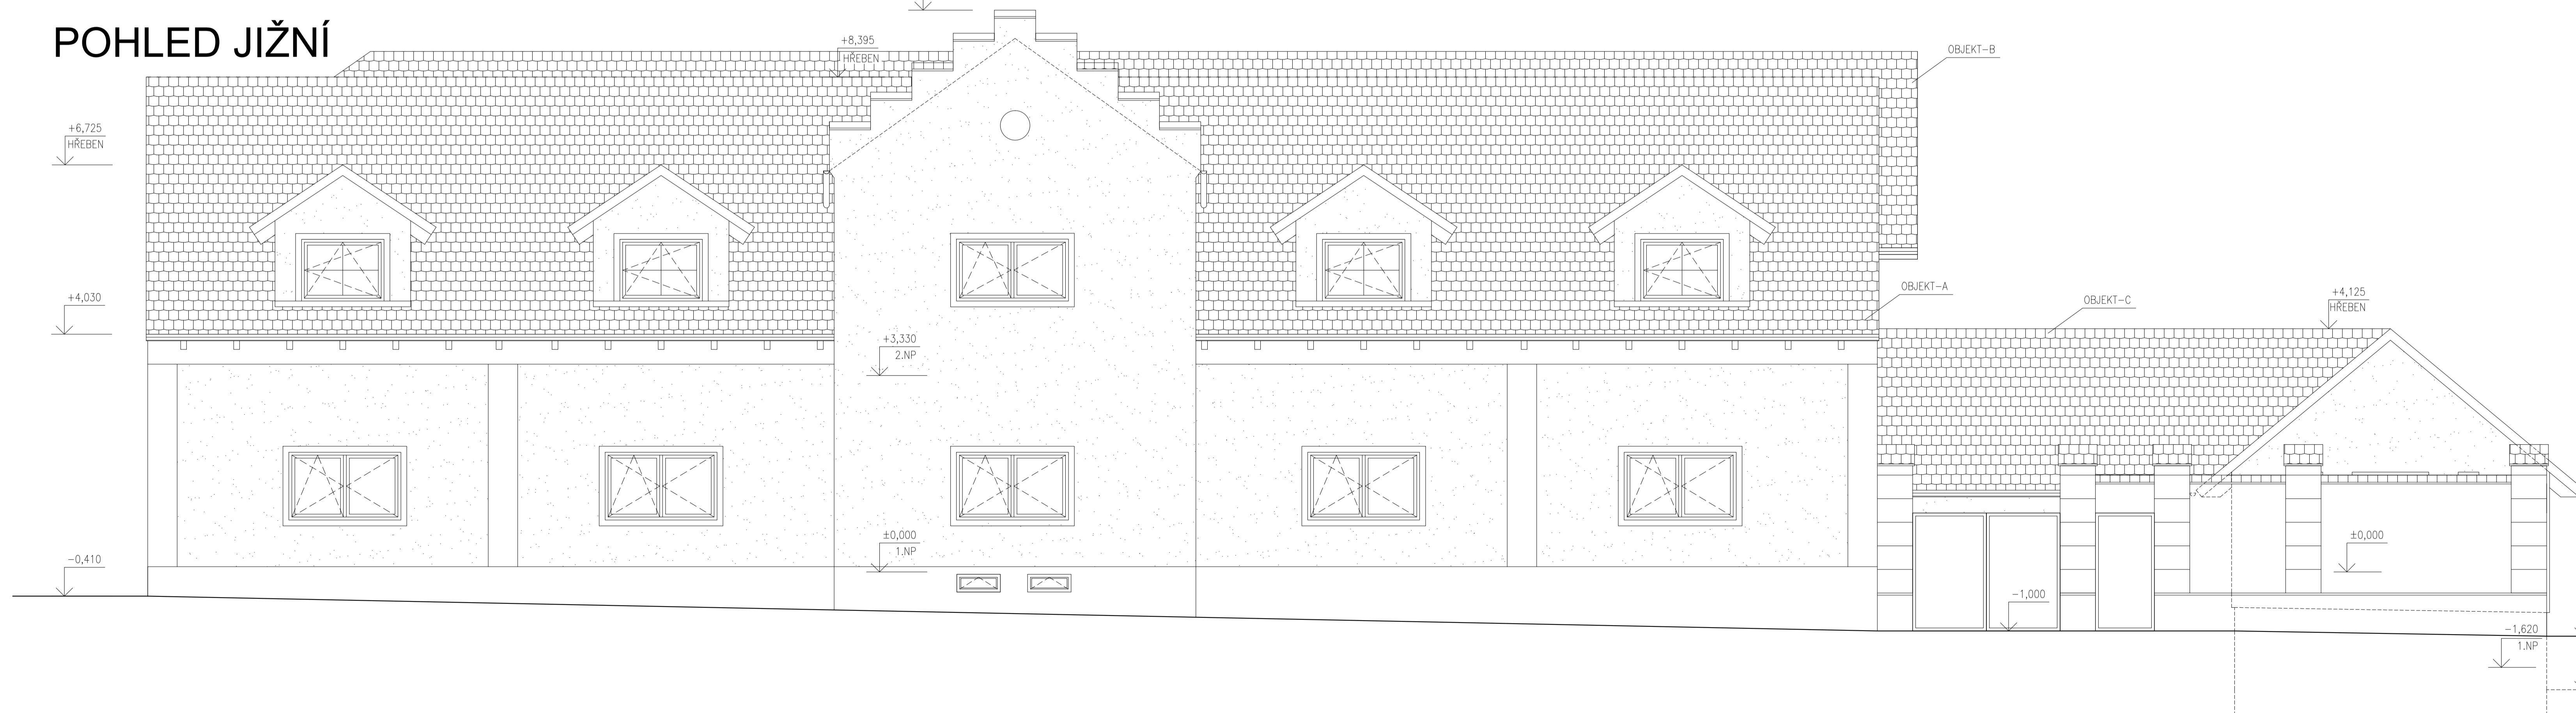 POHLED JIŽNÍ
+8,395
HŘEBEN
OBJEKT-B
+6,725
HŘEBEN
+4,030
OBJEKT-A
OBJEKT-C
+4,125
HŘEBEN
+3,330
2.NP
±0,000
1.NP
±0,000
-0,410
-1,000
-1,620
1.NP